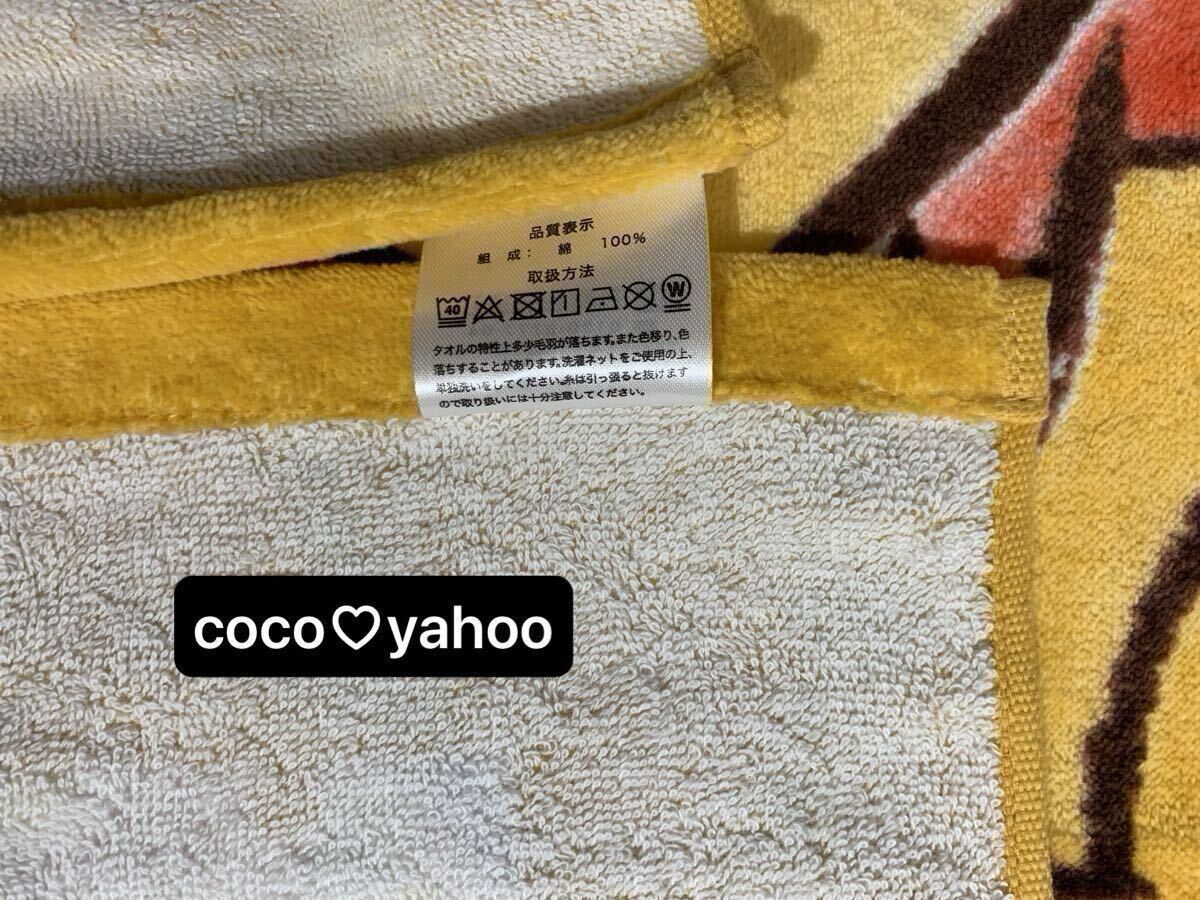 品質表示
組 成： 綿 100%
取扱方法
40 W
タオルの特性上多少毛羽が落ちます。また色移り、色
落ちすることがあります。洗濯ネットをご使用の上、
単独洗いをしてください。糸は引っ張ると抜けます
ので取り扱いには十分注意してください。
coco♡yahoo